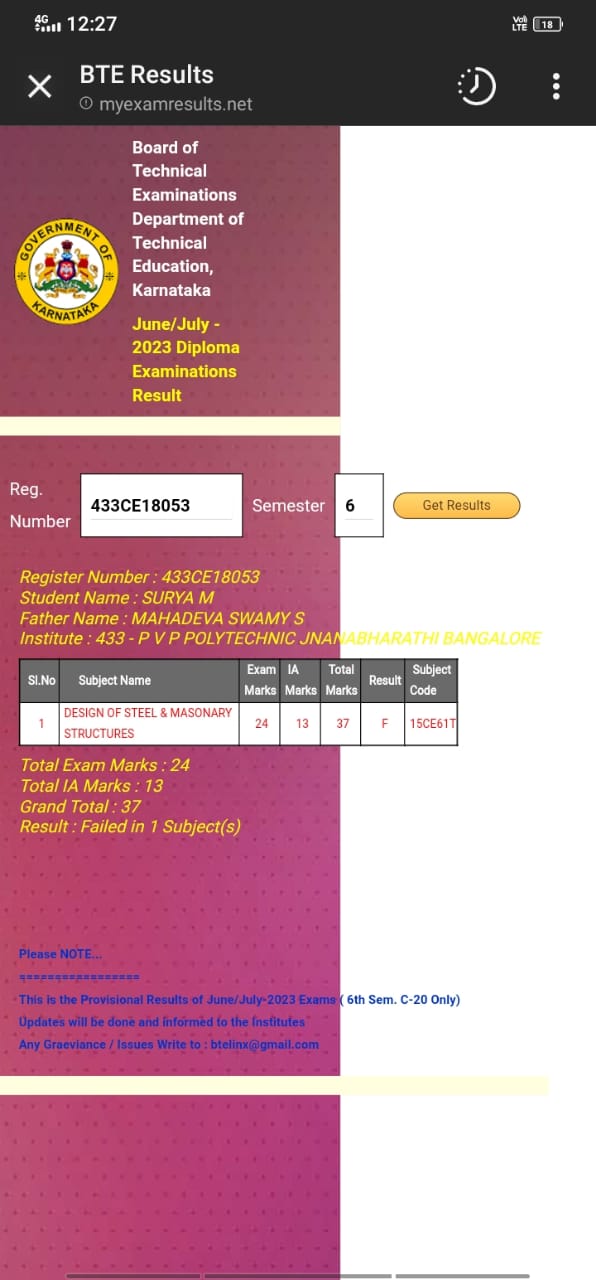 4G 12:27 Vo) LTE 18
BTE Results
myexamresults.net
Board of
Technical
Examinations
Department of
Technical
Education,
Karnataka
GOVERNMENT OF
KARNATAKA
June/July -
2023 Diploma
Examinations
Result
Reg.
Number
433CE18053
Semester
6
Get Results
Register Number : 433CE18053
Student Name : SURYA M
Father Name : MAHADEVA SWAMY S
Institute : 433 - P V P POLYTECHNIC JNANABHARATHI BANGALORE
Sl.No Subject Name Exam Marks IA Marks Total Marks Result Subject Code
1 DESIGN OF STEEL & MASONARY STRUCTURES 24 13 37 F 15CE61T
Total Exam Marks : 24
Total IA Marks : 13
Grand Total : 37
Result : Failed in 1 Subject(s)
Please NOTE...
=================
This is the Provisional Results of June/July-2023 Exams ( 6th Sem. C-20 Only)
Updates will be done and informed to the Institutes
Any Graeviance / Issues Write to : btelinx@gmail.com